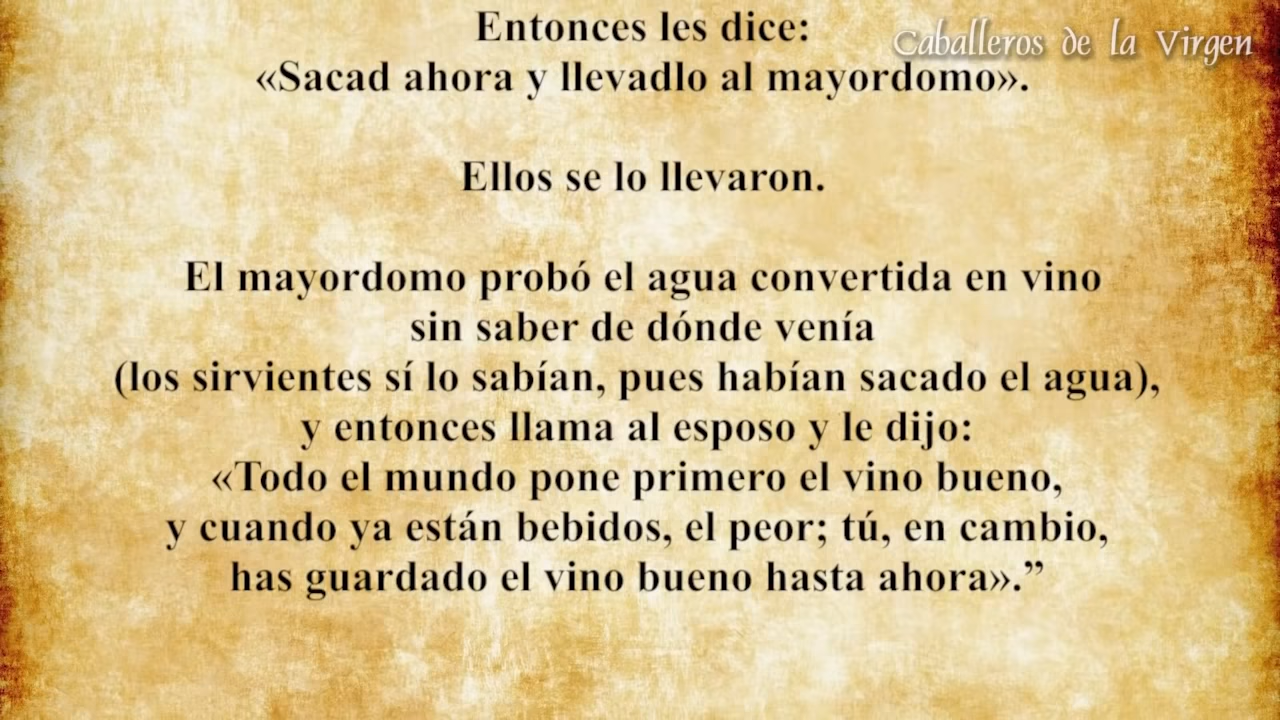 Entonces les dice:
Caballeros de la Virgen
«Sacad ahora y llevadlo al mayordomo».
Ellos se lo llevaron.
El mayordomo probó el agua convertida en vino
sin saber de dónde venía
(los sirvientes sí lo sabían, pues habían sacado el agua),
y entonces llama al esposo y le dijo:
«Todo el mundo pone primero el vino bueno,
y cuando ya están bebidos, el peor; tú, en cambio,
has guardado el vino bueno hasta ahora».”